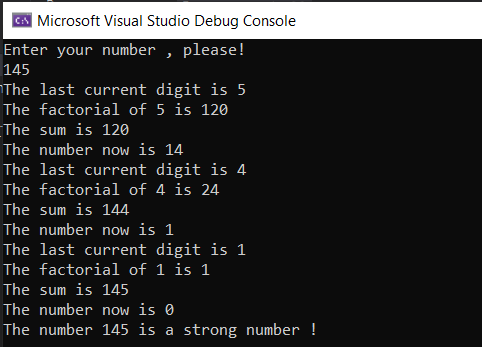 C:\ Microsoft Visual Studio Debug Console
Enter your number , please!
145
The last current digit is 5
The factorial of 5 is 120
The sum is 120
The number now is 14
The last current digit is 4
The factorial of 4 is 24
The sum is 144
The number now is 1
The last current digit is 1
The factorial of 1 is 1
The sum is 145
The number now is 0
The number 145 is a strong number !